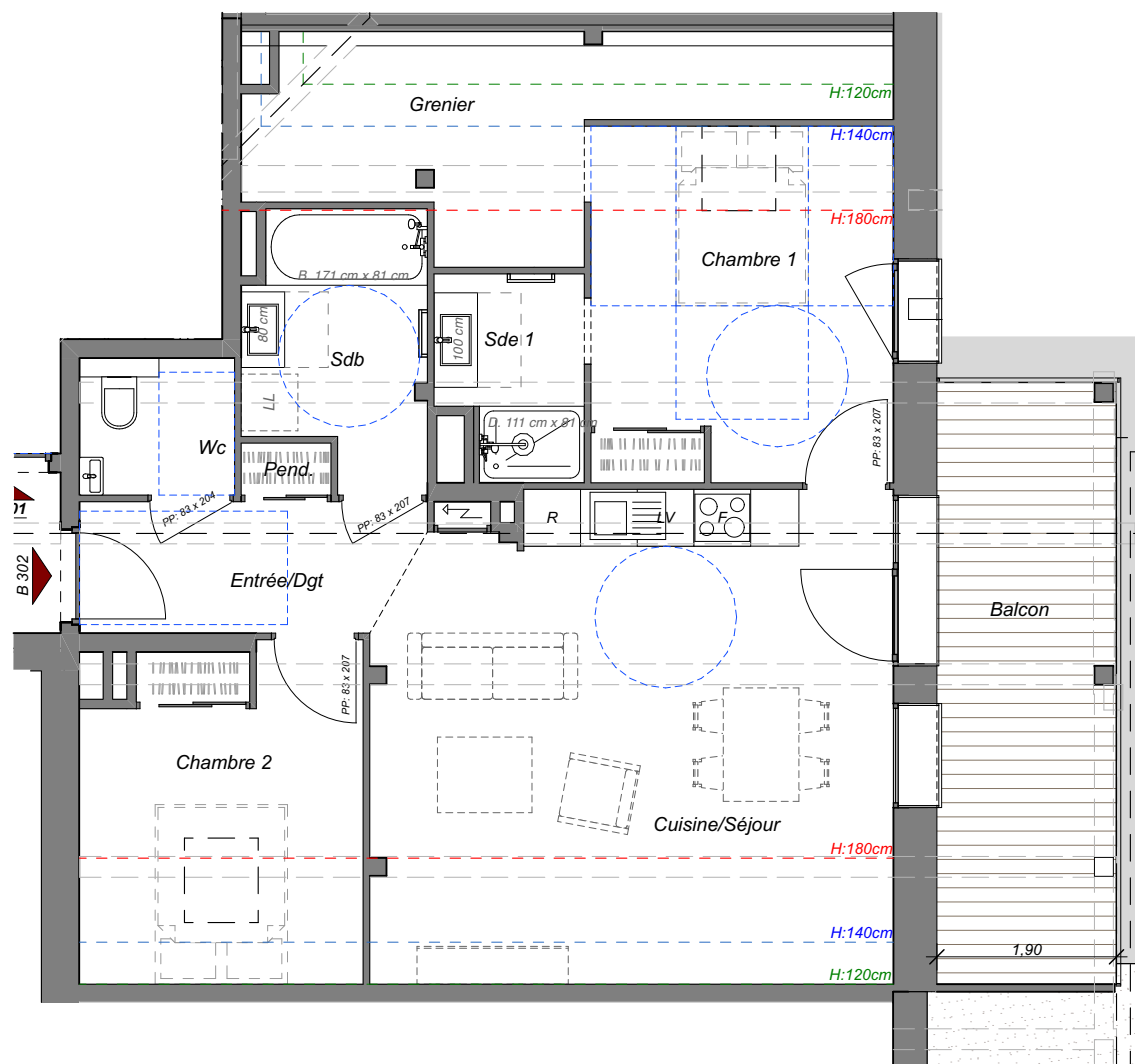 Grenier
H:120cm
H:140cm
H:180cm
Chambre 1
B. 171 cm x 81 cm
80 cm
Sdb
LL
100 cm
Sde 1
D. 111 cm x 81 cm
Wc
Pend.
PP: 83 x 204
PP: 83 x 207
PP: 83 x 207
R
LV
F
01
B 302
Entrée/Dgt
Balcon
PP: 83 x 207
Chambre 2
Cuisine/Séjour
H:180cm
H:140cm
H:120cm
1,90